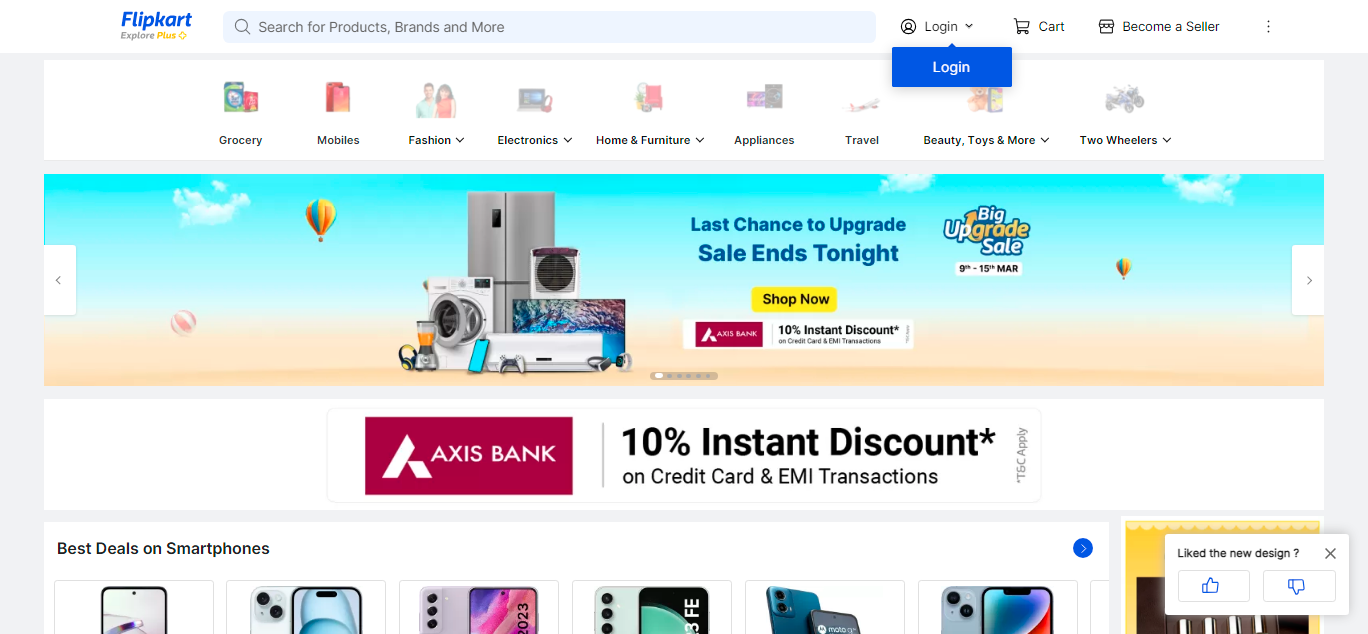 Flipkart
Explore Plus
Search for Products, Brands and More
Login
Cart
Become a Seller
Login
Grocery
Mobiles
Fashion
Electronics
Home & Furniture
Appliances
Travel
Beauty, Toys & More
Two Wheelers
Last Chance to Upgrade
Sale Ends Tonight
Shop Now
AXIS BANK
10% Instant Discount*
on Credit Card & EMI Transactions
Big
Upgrade
Sale
9th - 15th MAR
AXIS BANK
10% Instant Discount*
on Credit Card & EMI Transactions
*T&C Apply
Best Deals on Smartphones
2023
3FE
Liked the new design ?